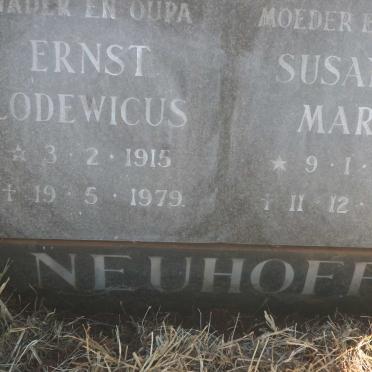 EN OUPA
ERNST
LODEWICUS
☆ 3 · 2 · 1915
† 19 · 5 · 1979
MOEDER
SUSA
MAR
★ 9 · 1 ·
† 11 · 12 ·
NEUHOFF